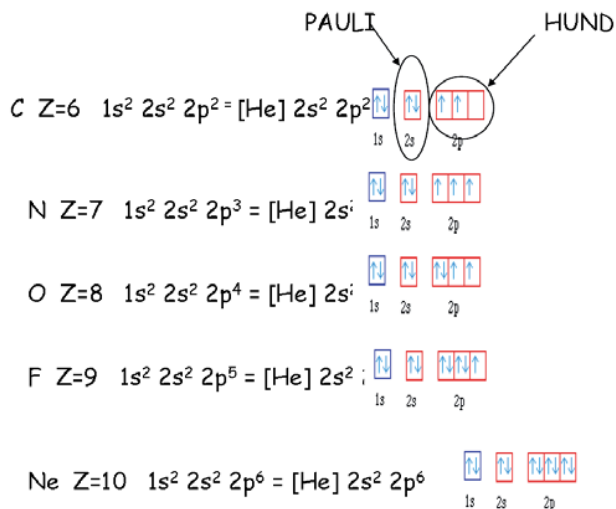 PAULI HUND
C Z=6 1s² 2s² 2p² = [He] 2s² 2p²
1s 2s 2p
N Z=7 1s² 2s² 2p³ = [He] 2s²
1s 2s 2p
O Z=8 1s² 2s² 2p⁴ = [He] 2s²
1s 2s 2p
F Z=9 1s² 2s² 2p⁵ = [He] 2s²
1s 2s 2p
Ne Z=10 1s² 2s² 2p⁶ = [He] 2s² 2p⁶
1s 2s 2p